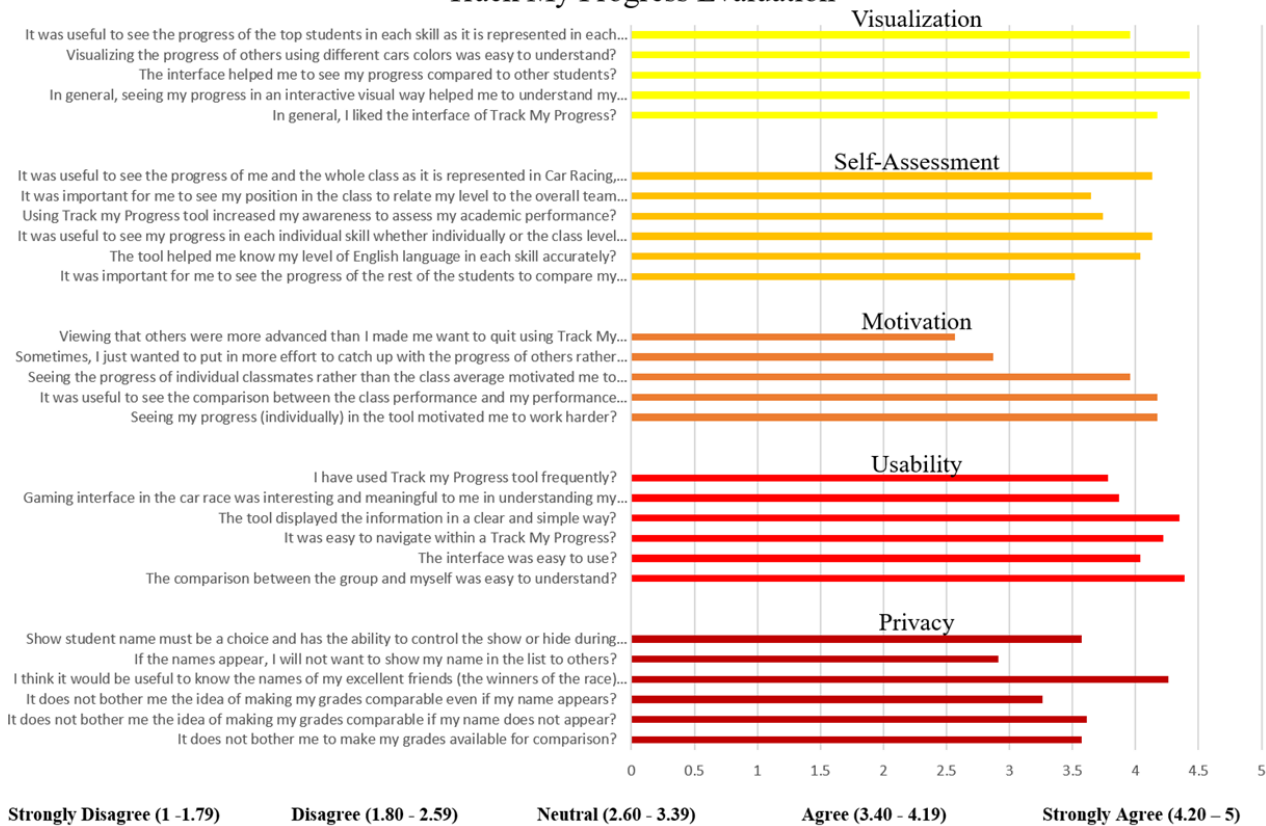 Track My Progress Evaluation
Visualization
It was useful to see the progress of the top students in each skill as it is represented in each...
Visualizing the progress of others using different cars colors was easy to understand?
The interface helped me to see my progress compared to other students?
In general, seeing my progress in an interactive visual way helped me to understand my...
In general, I liked the interface of Track My Progress?
Self-Assessment
It was useful to see the progress of me and the whole class as it is represented in Car Racing,...
It was important for me to see my position in the class to relate my level to the overall team...
Using Track my Progress tool increased my awareness to assess my academic performance?
It was useful to see my progress in each individual skill whether individually or the class level...
The tool helped me know my level of English language in each skill accurately?
It was important for me to see the progress of the rest of the students to compare my...
Motivation
Viewing that others were more advanced than I made me want to quit using Track My...
Sometimes, I just wanted to put in more effort to catch up with the progress of others rather...
Seeing the progress of individual classmates rather than the class average motivated me to...
It was useful to see the comparison between the class performance and my performance...
Seeing my progress (individually) in the tool motivated me to work harder?
Usability
I have used Track my Progress tool frequently?
Gaming interface in the car race was interesting and meaningful to me in understanding my...
The tool displayed the information in a clear and simple way?
It was easy to navigate within a Track My Progress?
The interface was easy to use?
The comparison between the group and myself was easy to understand?
Privacy
Show student name must be a choice and has the ability to control the show or hide during...
If the names appear, I will not want to show my name in the list to others?
I think it would be useful to know the names of my excellent friends (the winners of the race)...
It does not bother me the idea of making my grades comparable even if my name appears?
It does not bother me the idea of making my grades comparable if my name does not appear?
It does not bother me to make my grades available for comparison?
0 0.5 1 1.5 2 2.5 3 3.5 4 4.5 5
Strongly Disagree (1 -1.79) Disagree (1.80 - 2.59) Neutral (2.60 - 3.39) Agree (3.40 - 4.19) Strongly Agree (4.20 – 5)